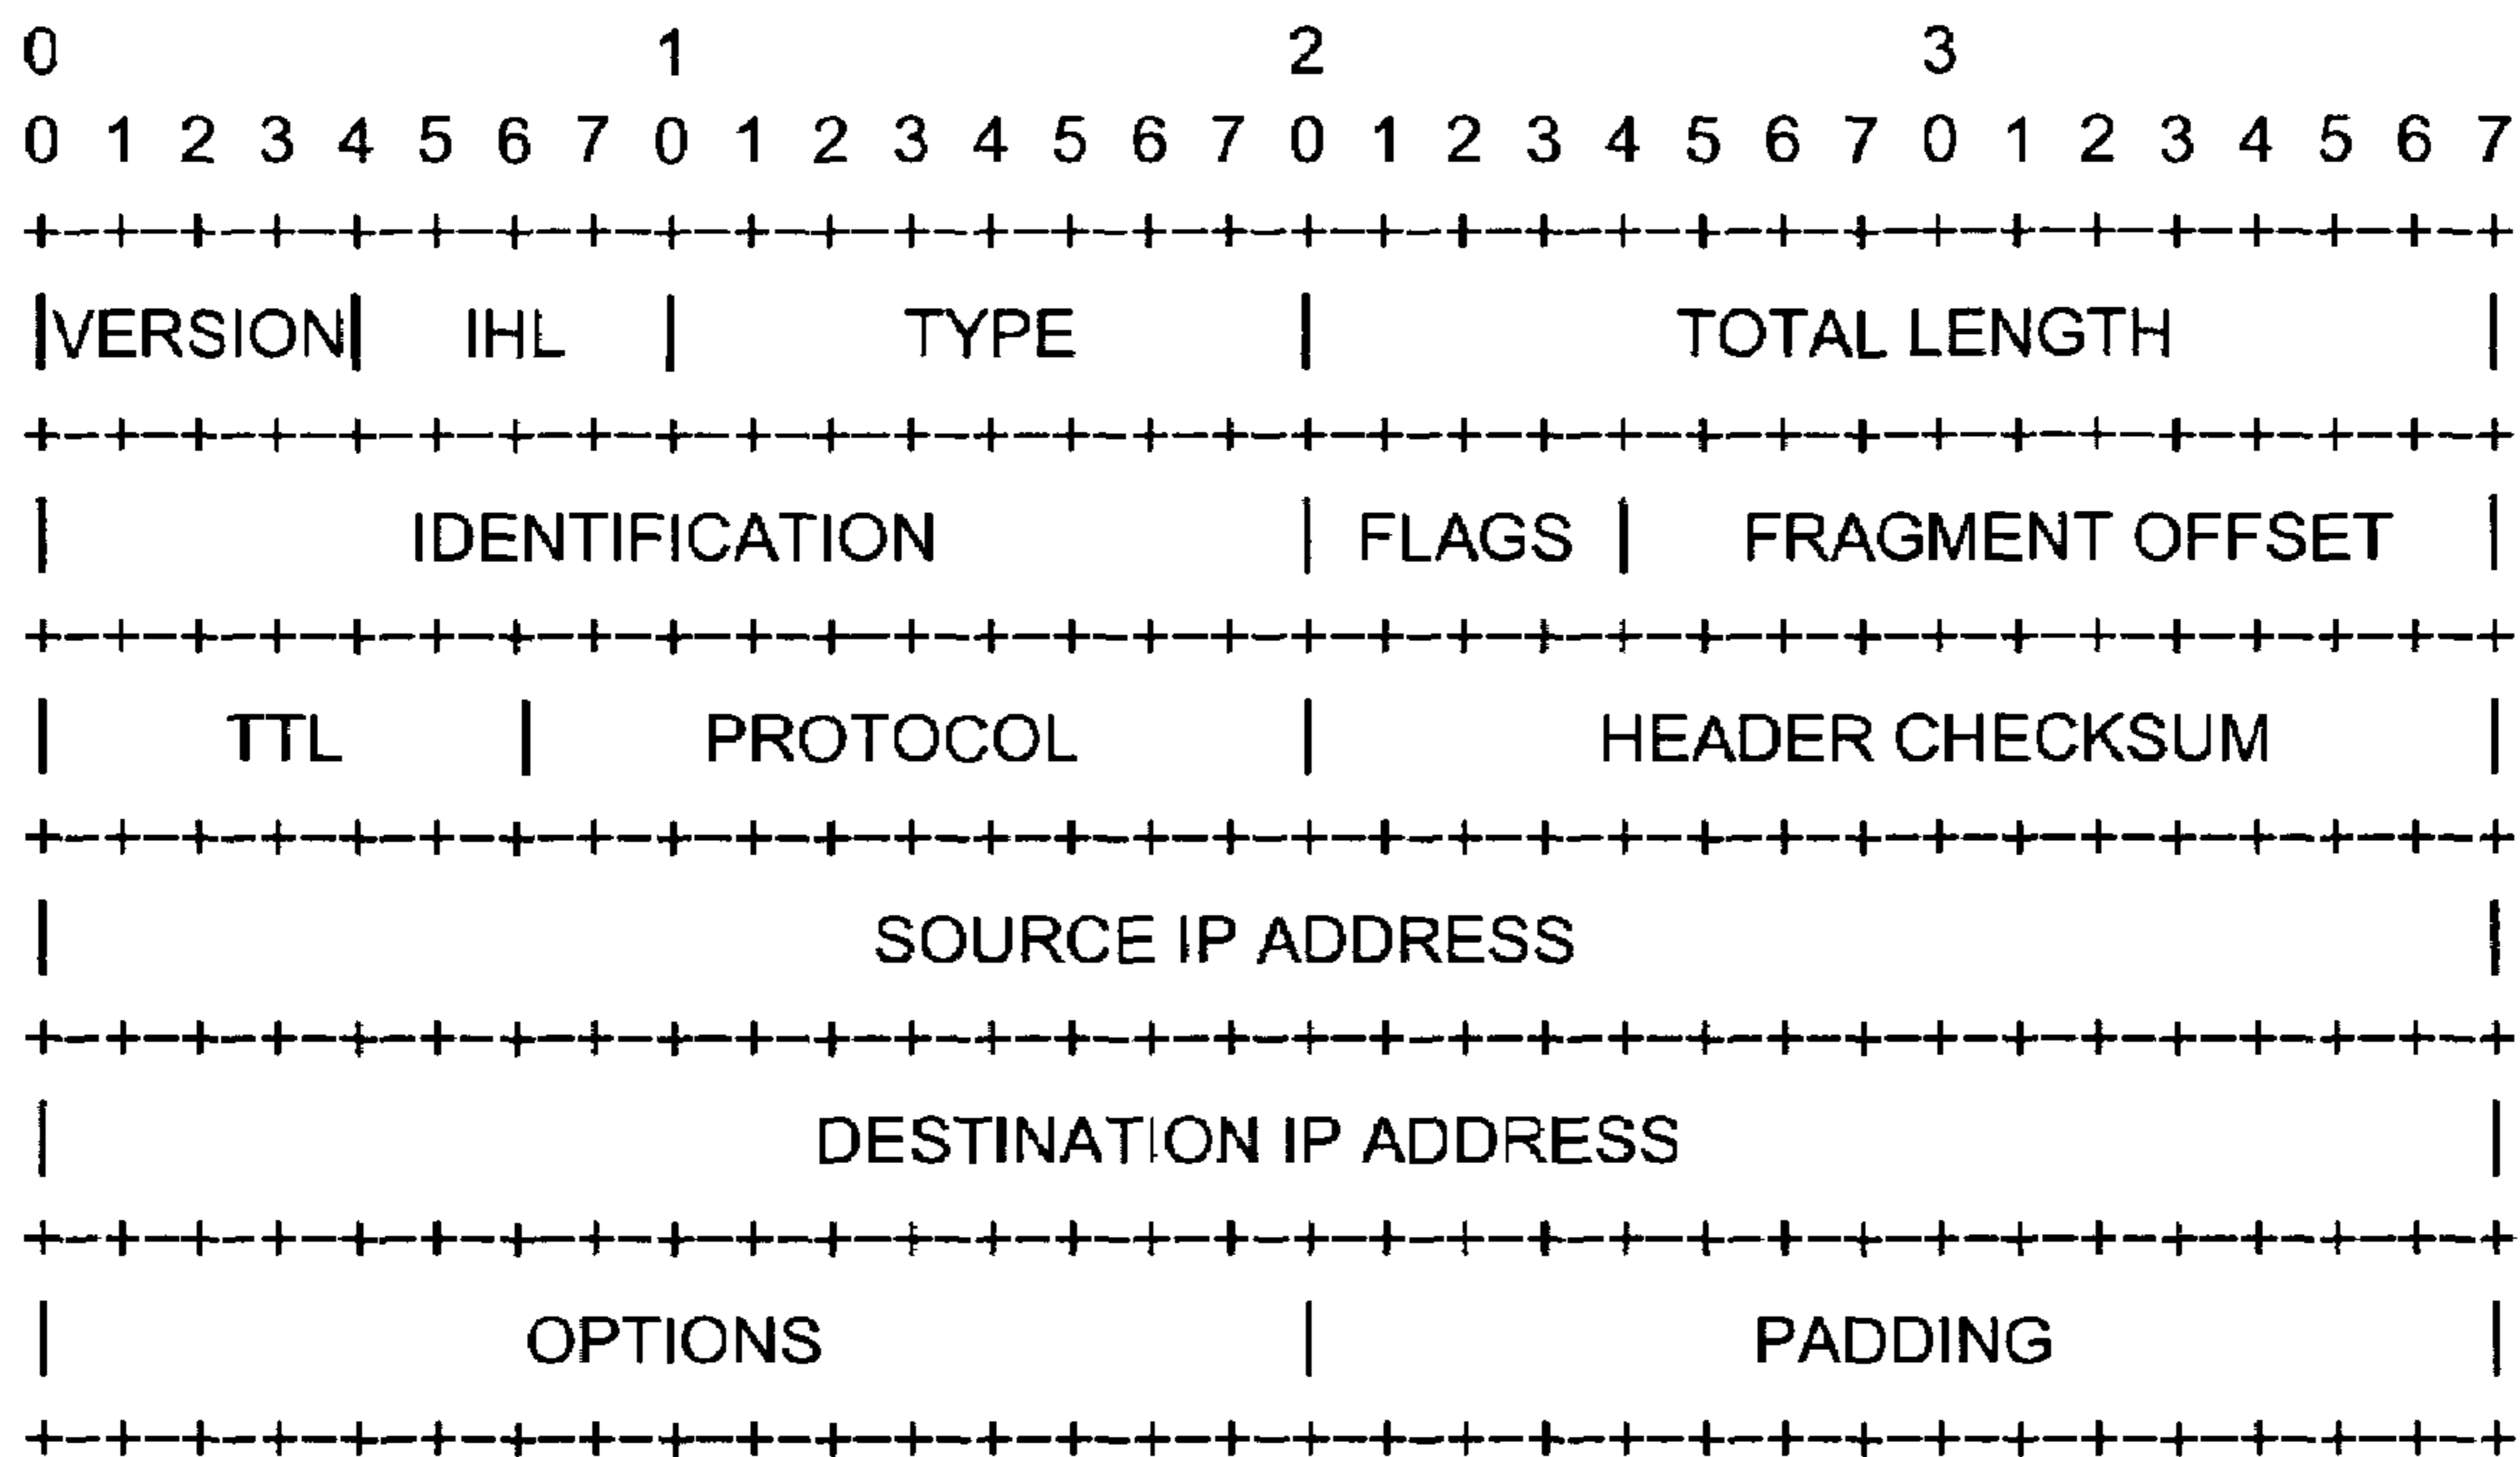 0 1 2 3
0 1 2 3 4 5 6 7 0 1 2 3 4 5 6 7 0 1 2 3 4 5 6 7 0 1 2 3 4 5 6 7
+--+--+--+--+--+--+--+--+--+--+--+--+--+--+--+--+--+--+--+--+--+--+--+--+--+--+--+--+--+--+--+--+
|VERSION| IHL | TYPE | TOTAL LENGTH |
+--+--+--+--+--+--+--+--+--+--+--+--+--+--+--+--+--+--+--+--+--+--+--+--+--+--+--+--+--+--+--+--+
| IDENTIFICATION | FLAGS | FRAGMENT OFFSET |
+--+--+--+--+--+--+--+--+--+--+--+--+--+--+--+--+--+--+--+--+--+--+--+--+--+--+--+--+--+--+--+--+
| TTL | PROTOCOL | HEADER CHECKSUM |
+--+--+--+--+--+--+--+--+--+--+--+--+--+--+--+--+--+--+--+--+--+--+--+--+--+--+--+--+--+--+--+--+
| SOURCE IP ADDRESS |
+--+--+--+--+--+--+--+--+--+--+--+--+--+--+--+--+--+--+--+--+--+--+--+--+--+--+--+--+--+--+--+--+
| DESTINATION IP ADDRESS |
+--+--+--+--+--+--+--+--+--+--+--+--+--+--+--+--+--+--+--+--+--+--+--+--+--+--+--+--+--+--+--+--+
| OPTIONS | PADDING |
+--+--+--+--+--+--+--+--+--+--+--+--+--+--+--+--+--+--+--+--+--+--+--+--+--+--+--+--+--+--+--+--+